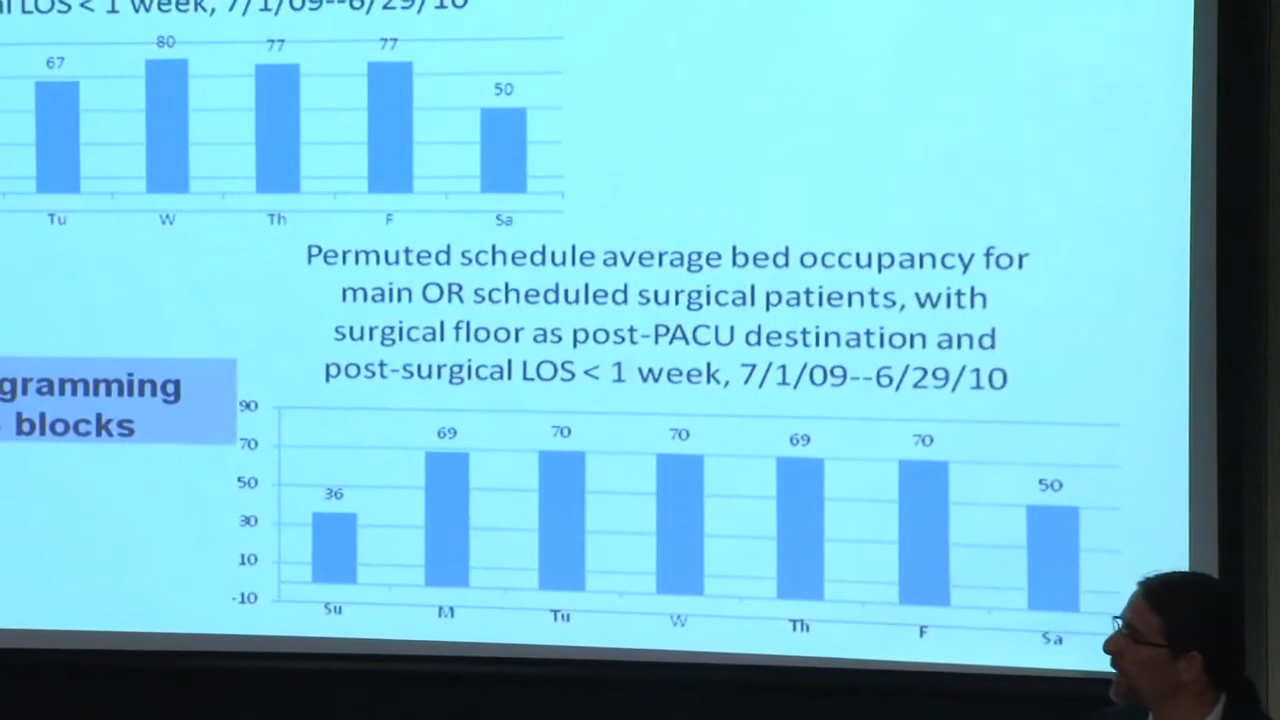 LOS < 1 week, 7/1/09--6/29/10
67 80 77 77 50
Tu W Th F Sa
Permuted schedule average bed occupancy for
main OR scheduled surgical patients, with
surgical floor as post-PACU destination and
post-surgical LOS < 1 week, 7/1/09--6/29/10
gramming
blocks
90
70
50
30
10
-10
36 69 70 70 69 70 50
Su M Tu W Th F Sa